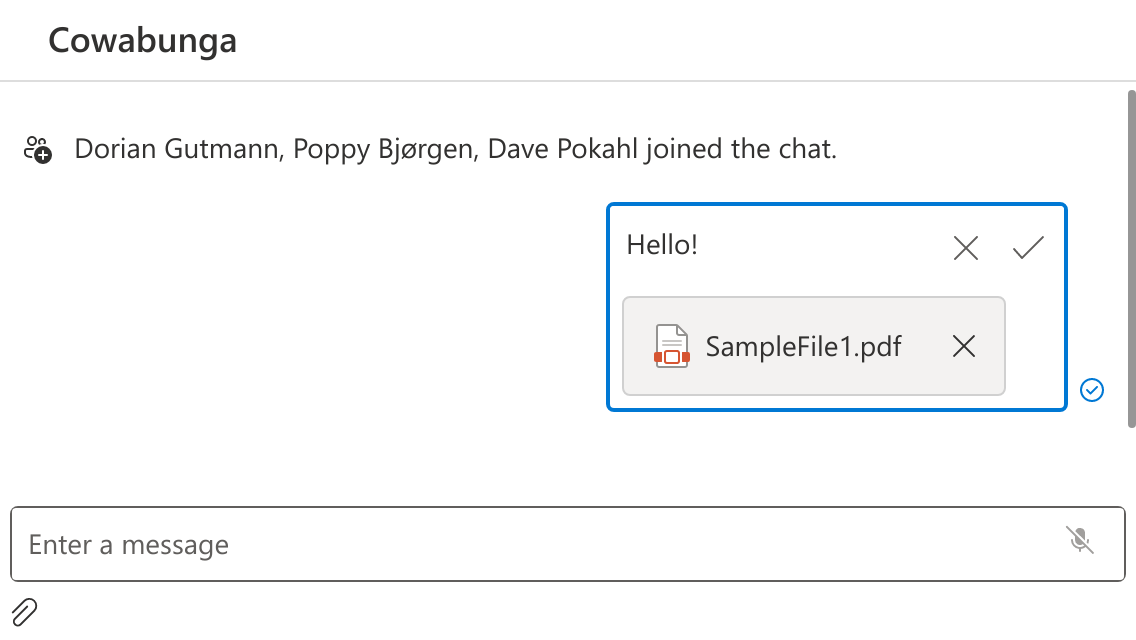 Cowabunga
Dorian Gutmann, Poppy Bjørgen, Dave Pokahl joined the chat.
Hello!
SampleFile1.pdf
Enter a message